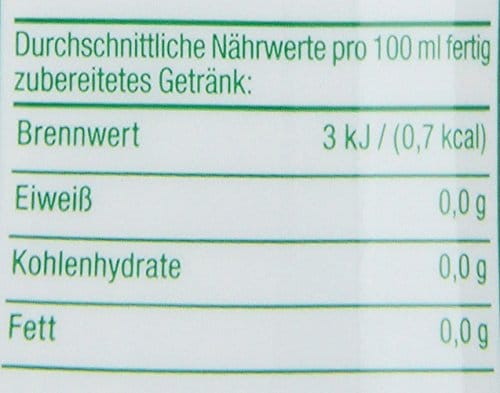 Durchschnittliche Nährwerte pro 100 ml fertig
zubereitetes Getränk:
Brennwert 3 kJ / (0,7 kcal)
Eiweiß 0,0 g
Kohlenhydrate 0,0 g
Fett 0,0 g